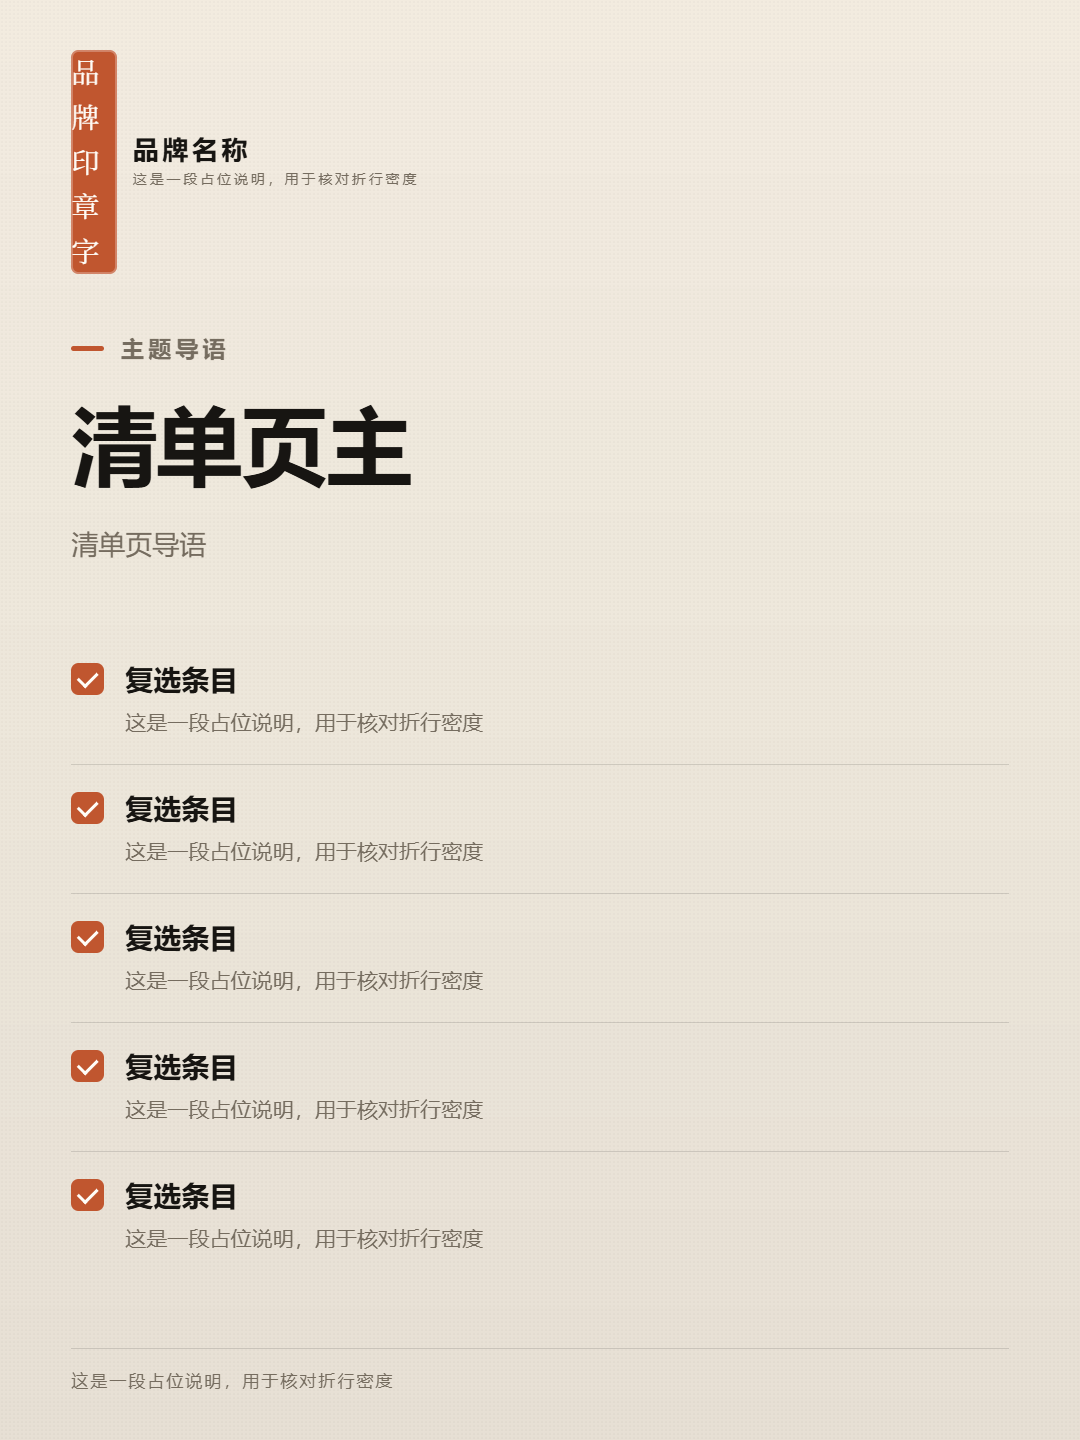 品
牌
印
章
字
品牌名称
这是一段占位说明，用于核对折行密度
主题导语
清单页主
清单页导语
复选条目
这是一段占位说明，用于核对折行密度
复选条目
这是一段占位说明，用于核对折行密度
复选条目
这是一段占位说明，用于核对折行密度
复选条目
这是一段占位说明，用于核对折行密度
复选条目
这是一段占位说明，用于核对折行密度
这是一段占位说明，用于核对折行密度